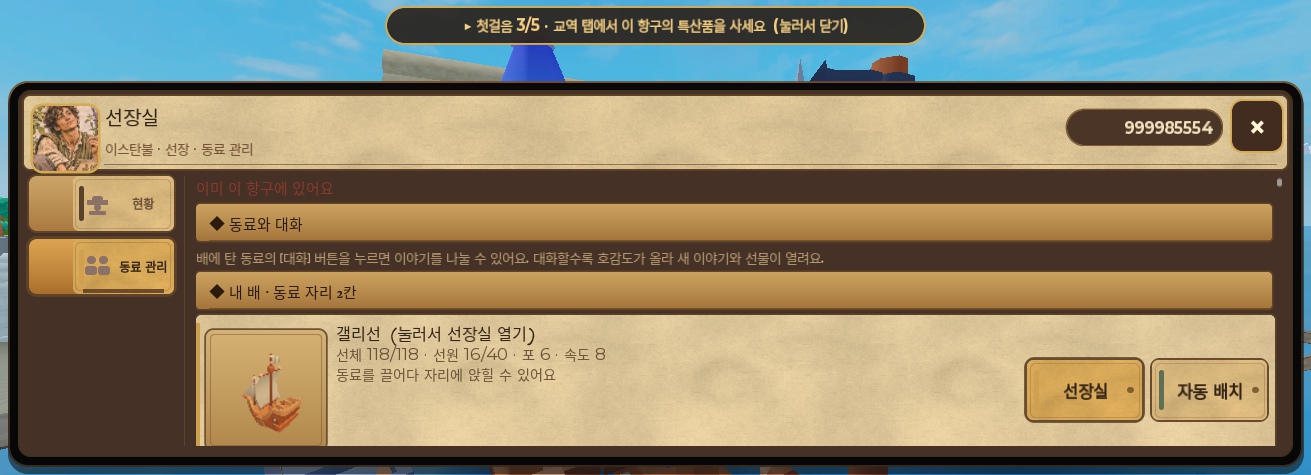 ▸ 첫걸음 3/5 · 교역 탭에서 이 항구의 특산품을 사세요 (눌러서 닫기)
선장실
이스탄불 · 선장 · 동료 관리
999985554
×
현황
동료 관리
이미 이 항구에 있어요
◆ 동료와 대화
배에 탄 동료의 [대화] 버튼을 누르면 이야기를 나눌 수 있어요. 대화할수록 호감도가 올라 새 이야기와 선물이 열려요.
◆ 내 배 · 동료 자리 2칸
갤리선 (눌러서 선장실 열기)
선체 118/118 · 선원 16/40 · 포 6 · 속도 8
동료를 끌어다 자리에 앉힐 수 있어요
선장실
자동 배치